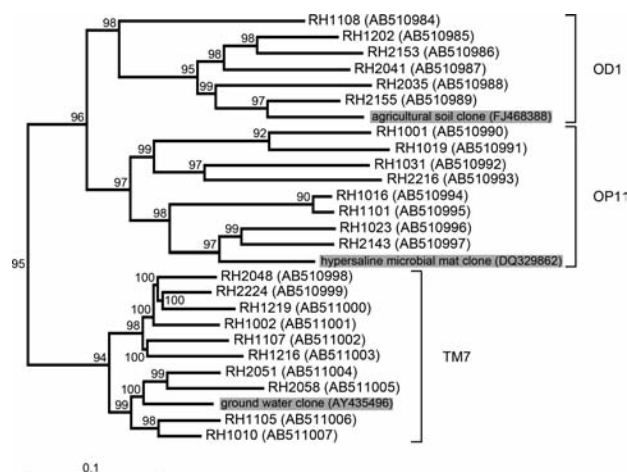 98
RH1108 (AB510984)
98
98
RH1202 (AB510985)
RH2153 (AB510986)
95
RH2041 (AB510987)
OD1
99
RH2035 (AB510988)
97
RH2155 (AB510989)
agricultural soil clone (FJ468388)
96
92
RH1001 (AB510990)
99
RH1019 (AB510991)
97
97
RH1031 (AB510992)
RH2216 (AB510993)
OP11
98
90
RH1016 (AB510994)
RH1101 (AB510995)
99
RH1023 (AB510996)
97
RH2143 (AB510997)
hypersaline microbial mat clone (DQ329862)
95
100
RH2048 (AB510998)
RH2224 (AB510999)
100
RH1219 (AB511000)
100
RH1002 (AB511001)
98
RH1107 (AB511002)
100
RH1216 (AB511003)
TM7
94
99
RH2051 (AB511004)
100
RH2058 (AB511005)
ground water clone (AY435496)
99
98
RH1105 (AB511006)
RH1010 (AB511007)
0.1